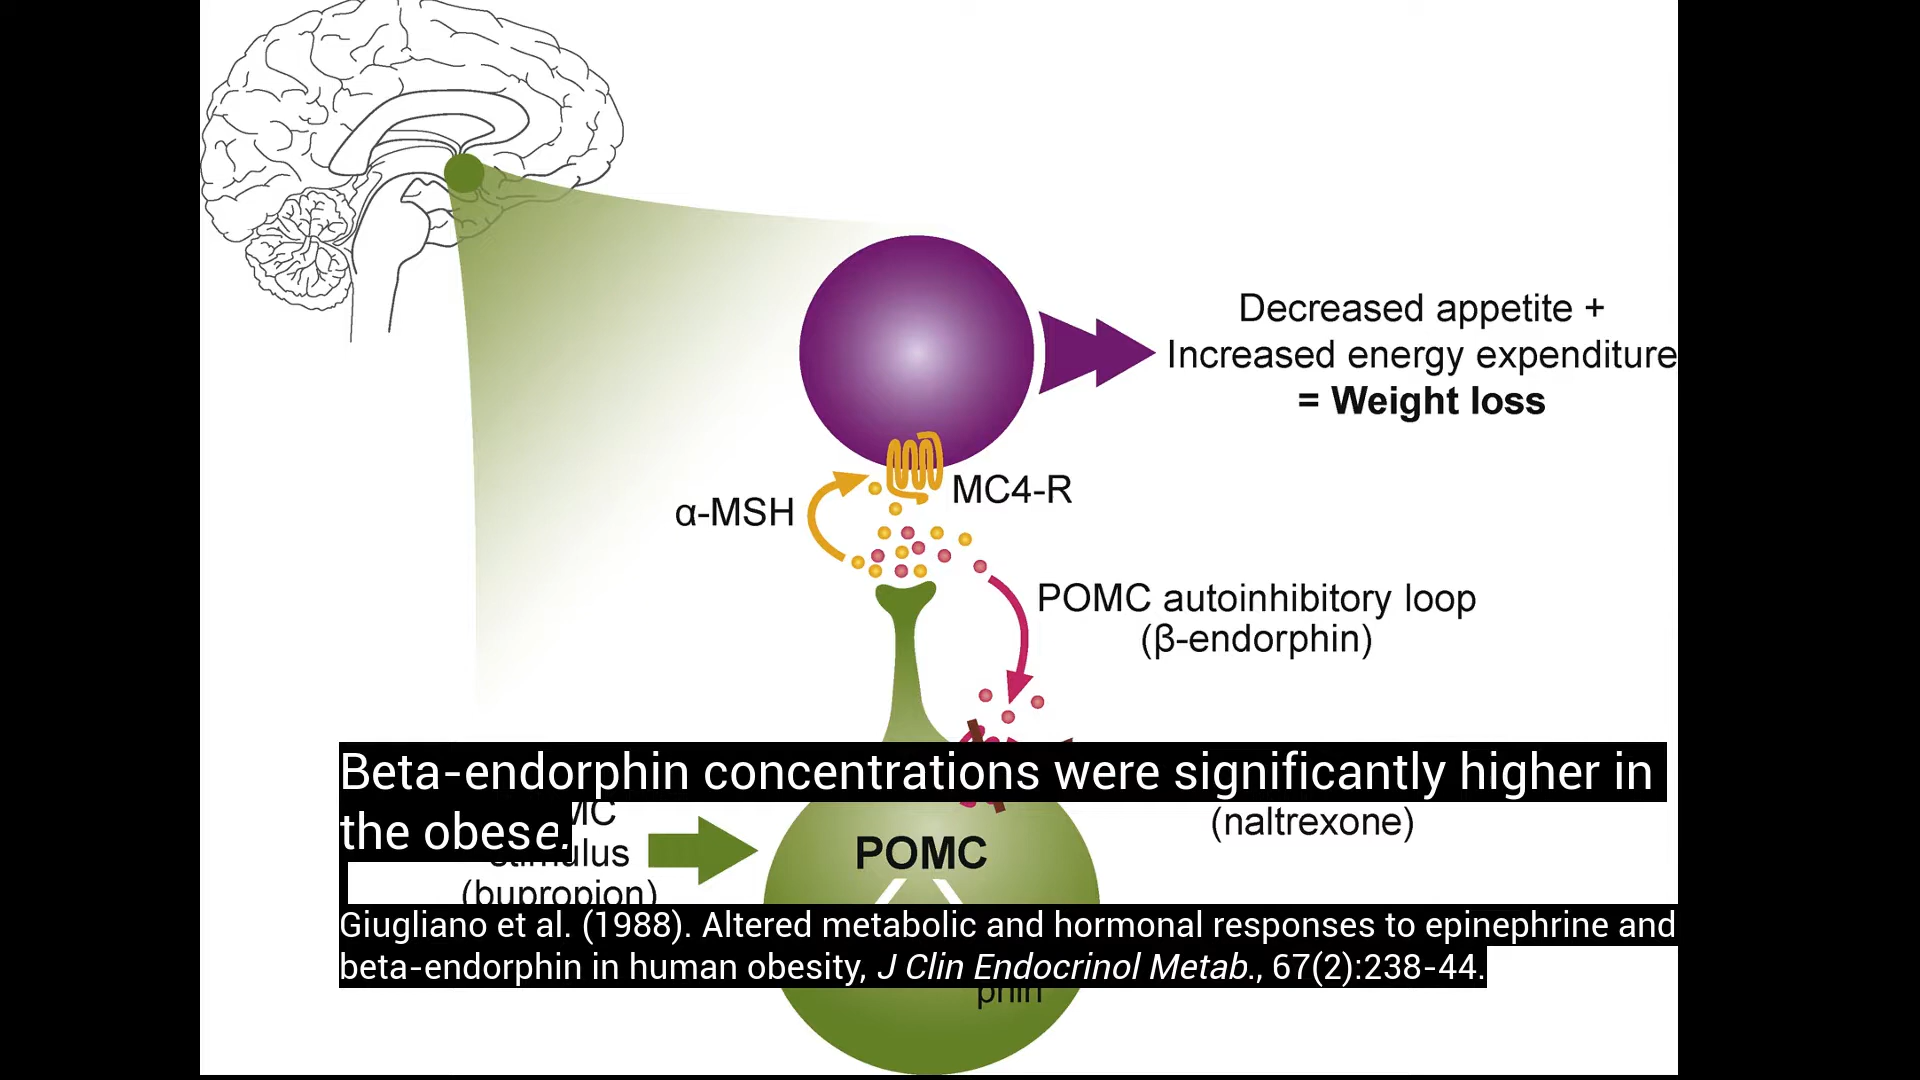 Decreased appetite +
Increased energy expenditure
= Weight loss
α-MSH
MC4-R
POMC autoinhibitory loop
(β-endorphin)
Beta-endorphin concentrations were significantly higher in
the obese.
(naltrexone)
POMC
(bupropion)
Giugliano et al. (1988). Altered metabolic and hormonal responses to epinephrine and
beta-endorphin in human obesity, J Clin Endocrinol Metab., 67(2):238-44.